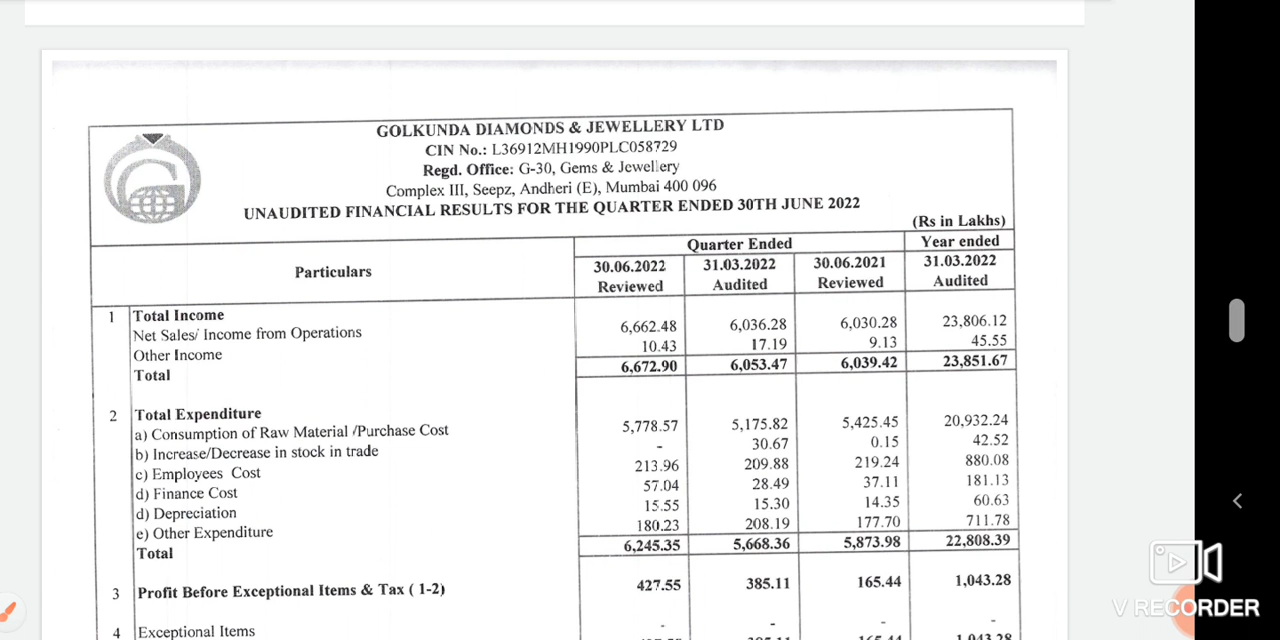 GOLKUNDA DIAMONDS & JEWELLERY LTD
CIN No.: L36912MH1990PLC058729
Regd. Office: G-30, Gems & Jewellery
Complex III, Seepz, Andheri (E), Mumbai 400 096
UNAUDITED FINANCIAL RESULTS FOR THE QUARTER ENDED 30TH JUNE 2022
(Rs in Lakhs)
Particulars Quarter Ended Year ended
30.06.2022 31.03.2022 30.06.2021 31.03.2022
Reviewed Audited Reviewed Audited
1 Total Income
Net Sales/ Income from Operations 6,662.48 6,036.28 6,030.28 23,806.12
Other Income 10.43 17.19 9.13 45.55
Total 6,672.90 6,053.47 6,039.42 23,851.67
2 Total Expenditure
a) Consumption of Raw Material /Purchase Cost 5,778.57 5,175.82 5,425.45 20,932.24
b) Increase/Decrease in stock in trade - 30.67 0.15 42.52
c) Employees Cost 213.96 209.88 219.24 880.08
d) Finance Cost 57.04 28.49 37.11 181.13
d) Depreciation 15.55 15.30 14.35 60.63
e) Other Expenditure 180.23 208.19 177.70 711.78
Total 6,245.35 5,668.36 5,873.98 22,808.39
3 Profit Before Exceptional Items & Tax ( 1-2) 427.55 385.11 165.44 1,043.28
4 Exceptional Items - - - -
V RECORDER